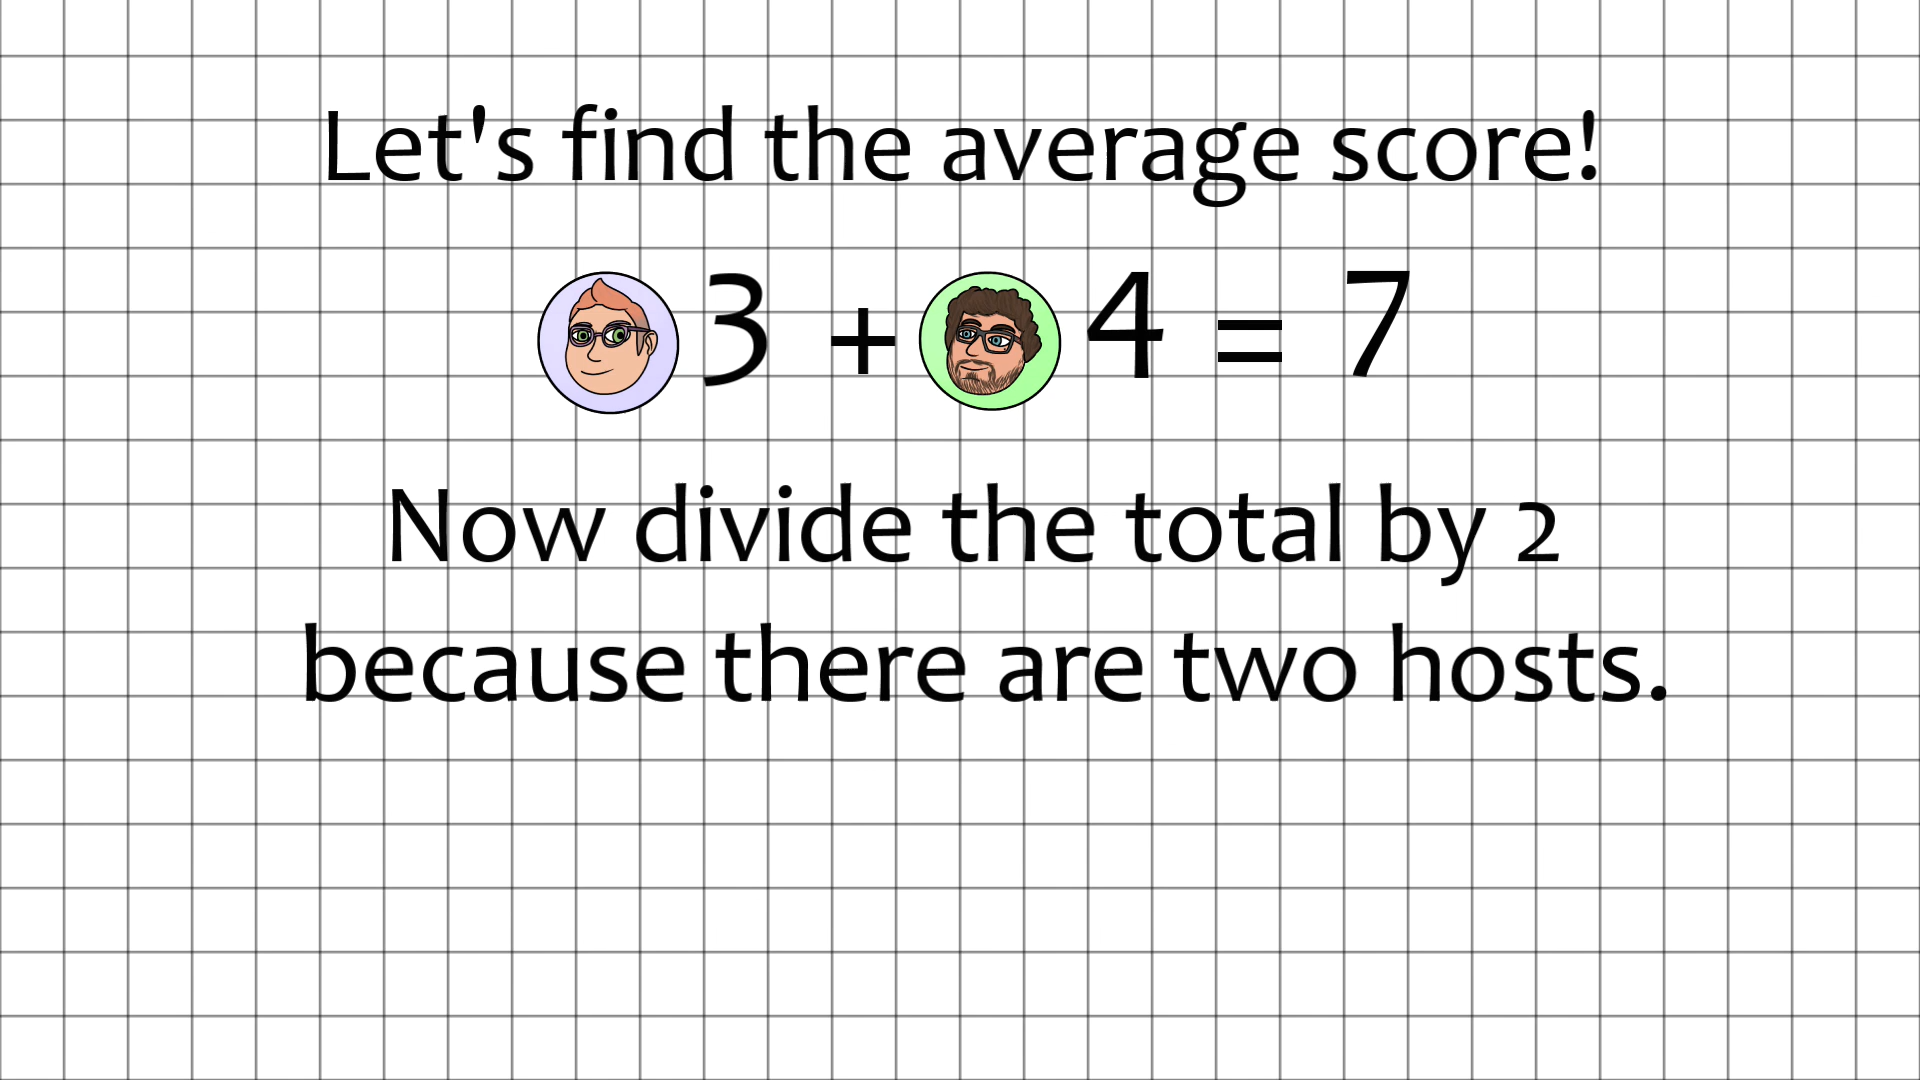 Let's find the average score!
3 + 4 = 7
Now divide the total by 2
because there are two hosts.